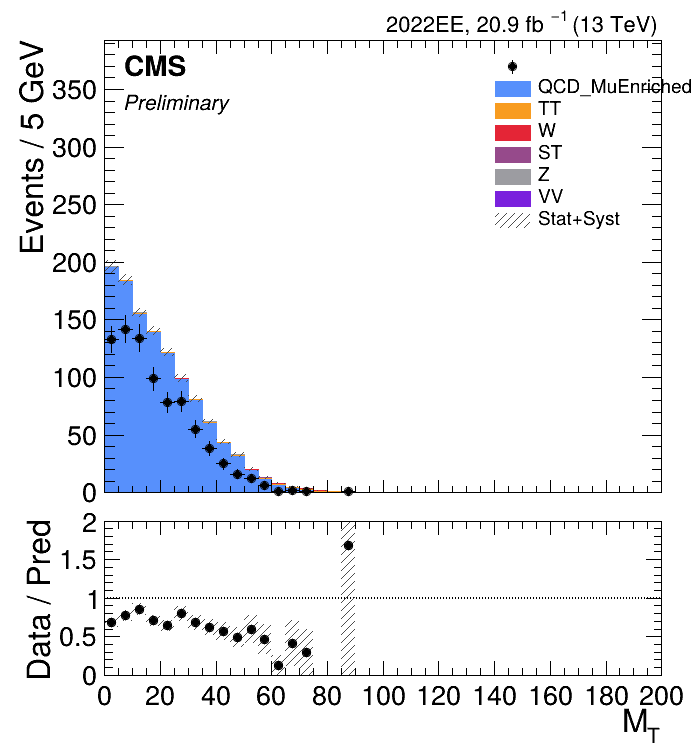 2022EE, 20.9 fb⁻¹ (13 TeV)
CMS
Preliminary
QCD_MuEnriched
TT
W
ST
Z
VV
Stat+Syst
Events / 5 GeV
350
300
250
200
150
100
50
0
Data / Pred
2
1.5
1
0.5
0
0 20 40 60 80 100 120 140 160 180 200
M_T